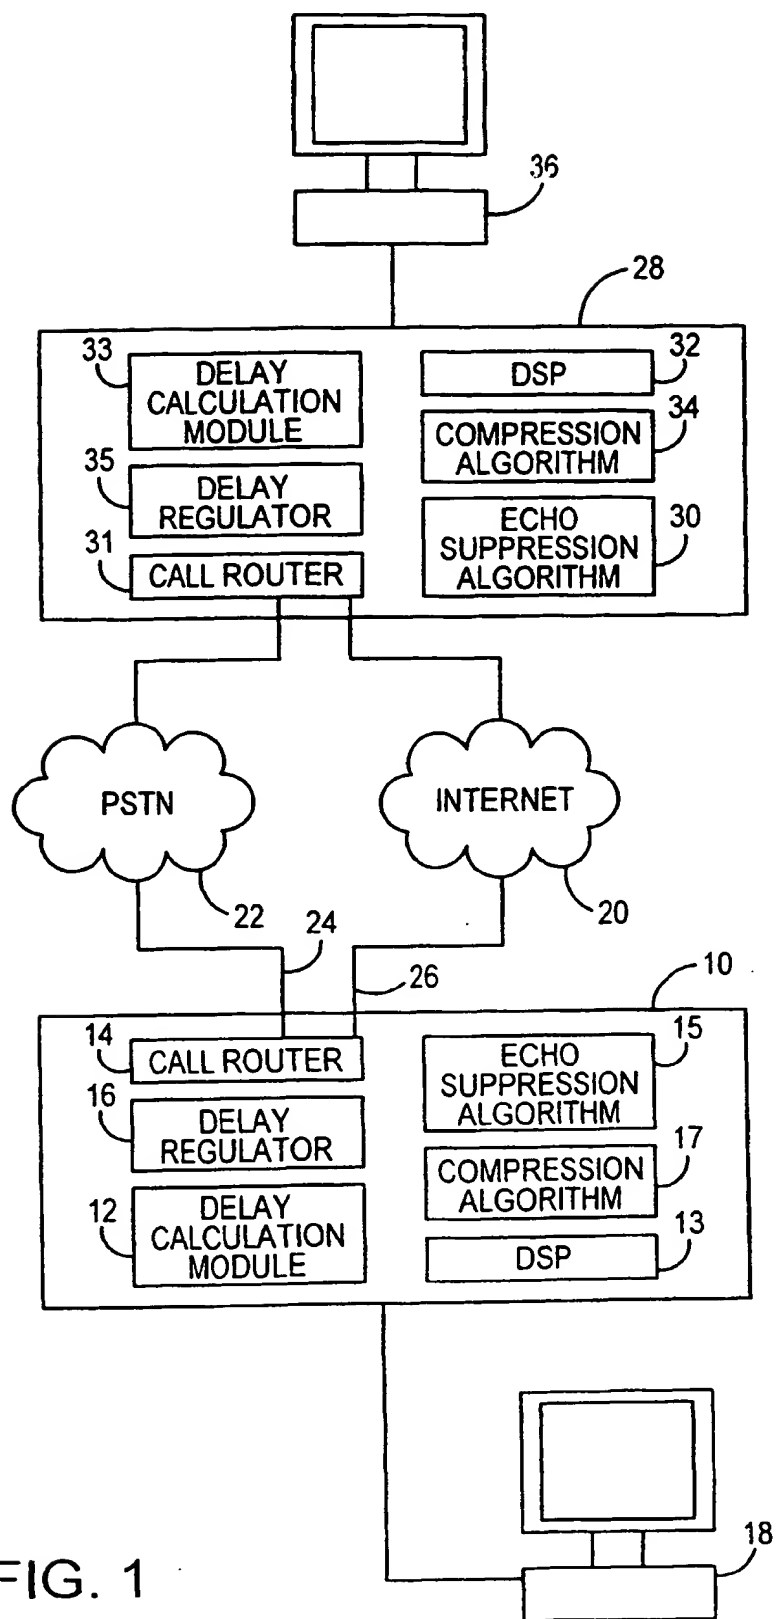 36
28
33
DELAY
CALCULATION
MODULE
DSP
32
COMPRESSION
ALGORITHM
34
35
DELAY
REGULATOR
ECHO
SUPPRESSION
ALGORITHM
30
31
CALL ROUTER
PSTN
INTERNET
22
20
24
26
10
14
CALL ROUTER
ECHO
SUPPRESSION
ALGORITHM
15
16
DELAY
REGULATOR
COMPRESSION
ALGORITHM
17
12
DELAY
CALCULATION
MODULE
DSP
13
18
FIG. 1